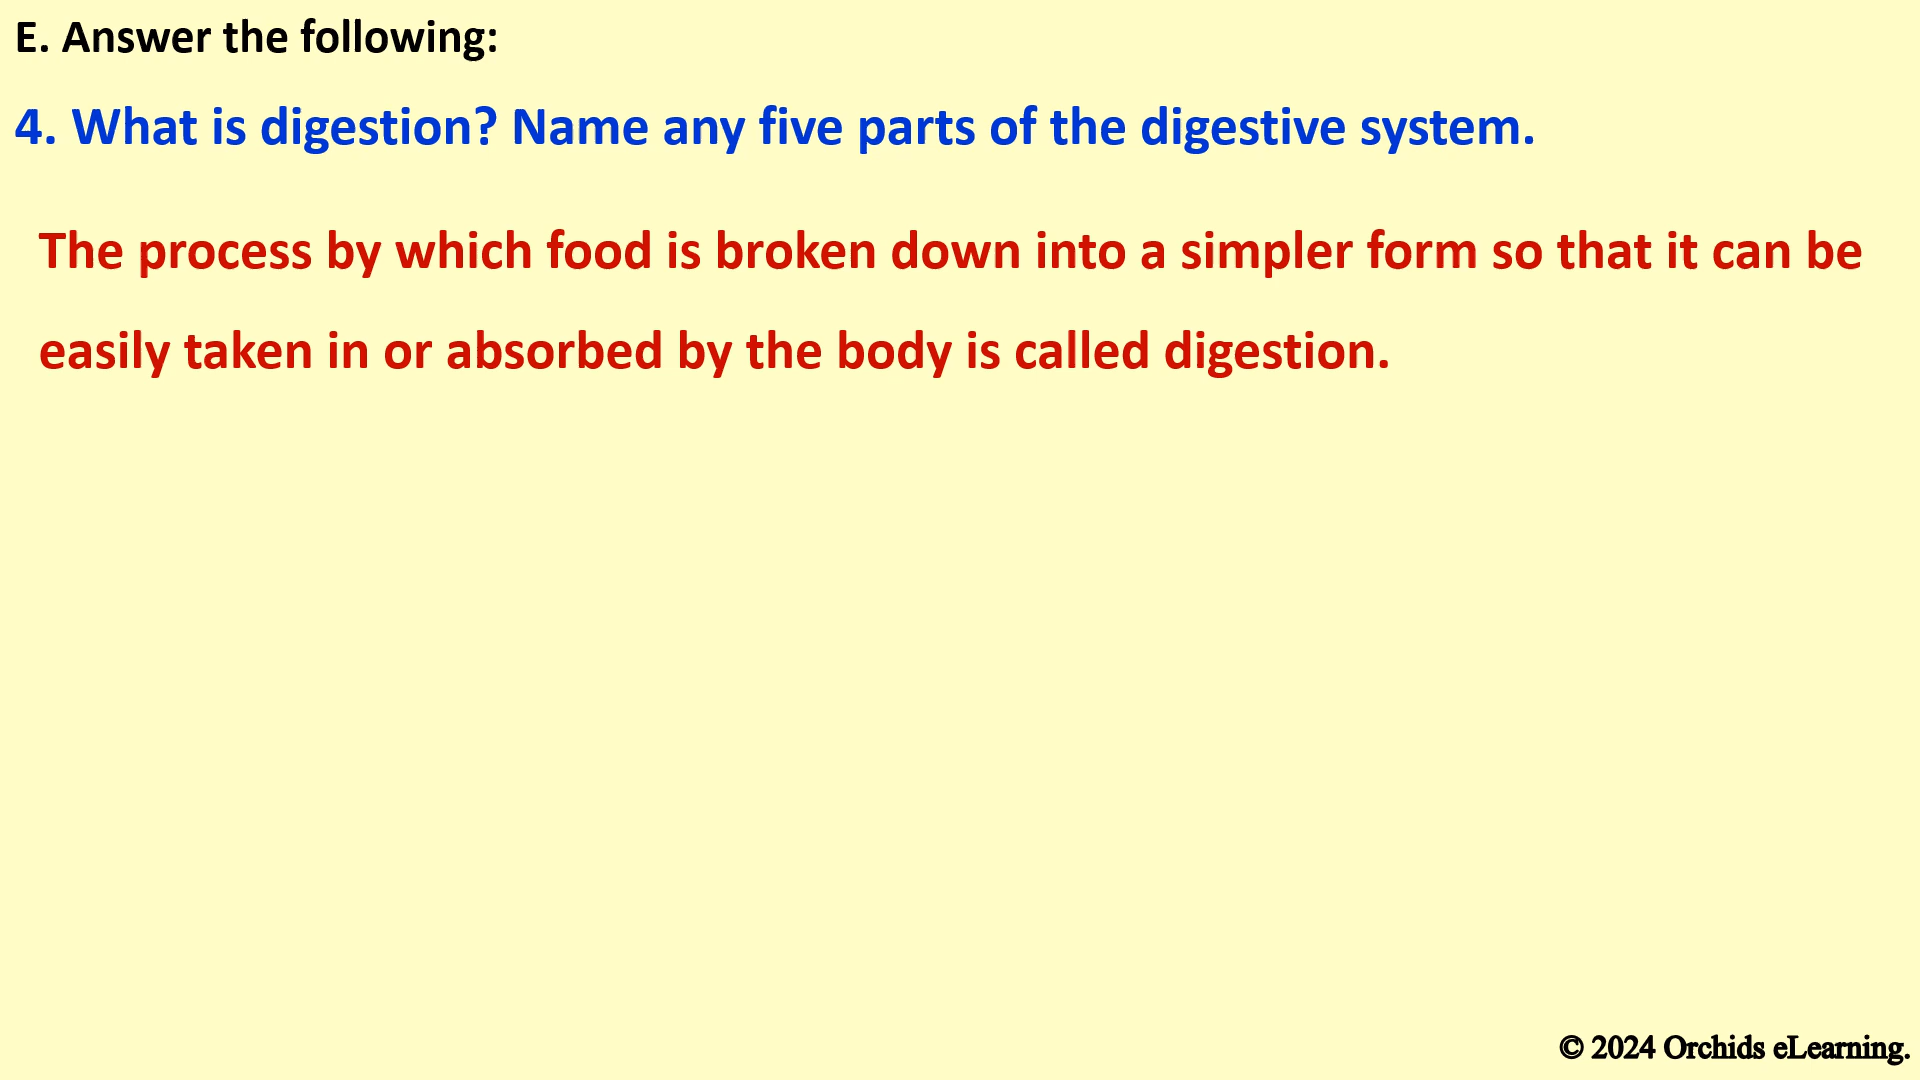 E. Answer the following:
4. What is digestion? Name any five parts of the digestive system.
The process by which food is broken down into a simpler form so that it can be
easily taken in or absorbed by the body is called digestion.
© 2024 Orchids eLearning.